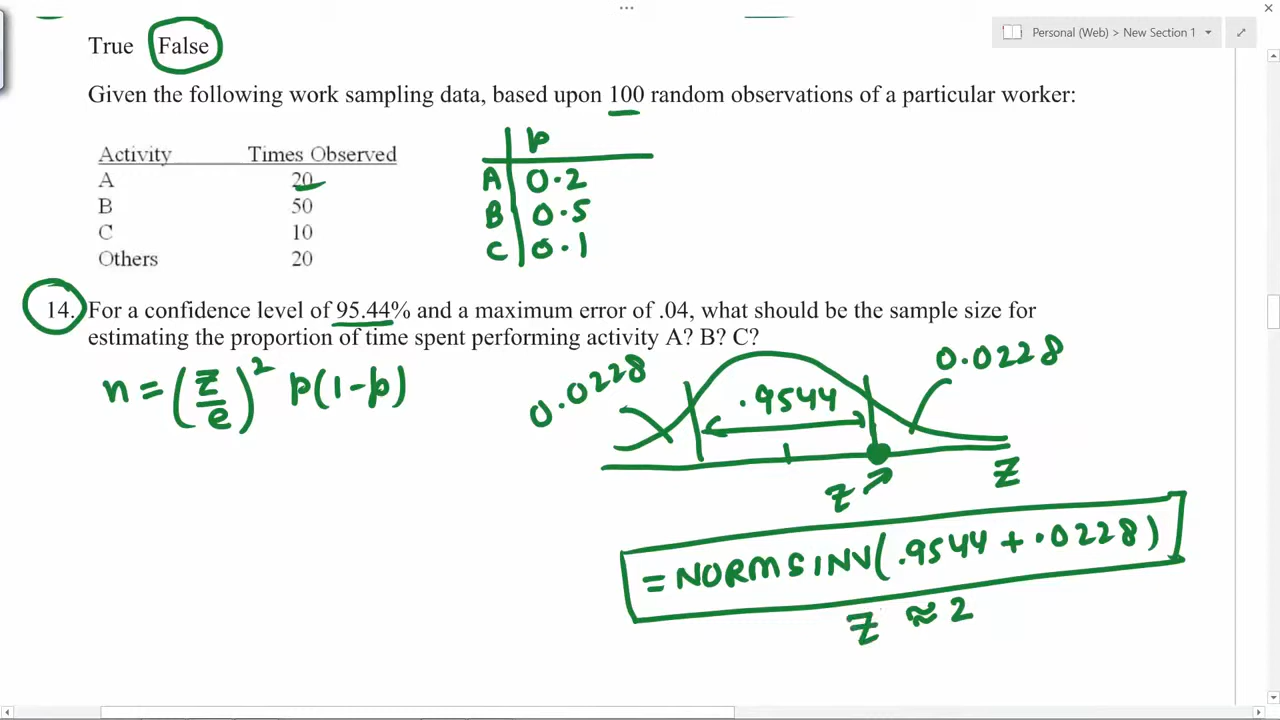 Personal (Web) > New Section 1
True False
Given the following work sampling data, based upon 100 random observations of a particular worker:
Activity Times Observed
A 20
B 50
C 10
Others 20
p
A 0.2
B 0.5
C 0.1
14. For a confidence level of 95.44% and a maximum error of .04, what should be the sample size for
estimating the proportion of time spent performing activity A? B? C?
n = (z/e)² p(1-p)
0.0228
.9544
0.0228
z
z
= NORMSINV(.9544 + .0228)
z ≈ 2